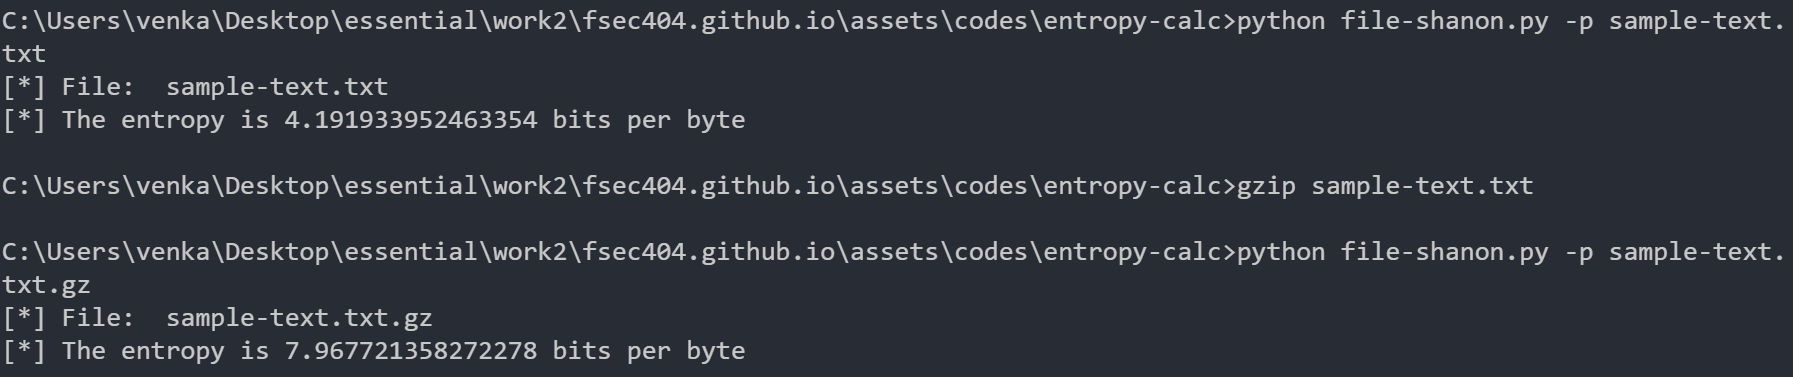 C:\Users\venka\Desktop\essential\work2\fsec404.github.io\assets\codes\entropy-calc>python file-shanon.py -p sample-text.
txt
[*] File:  sample-text.txt
[*] The entropy is 4.191933952463354 bits per byte
C:\Users\venka\Desktop\essential\work2\fsec404.github.io\assets\codes\entropy-calc>gzip sample-text.txt
C:\Users\venka\Desktop\essential\work2\fsec404.github.io\assets\codes\entropy-calc>python file-shanon.py -p sample-text.
txt.gz
[*] File:  sample-text.txt.gz
[*] The entropy is 7.967721358272278 bits per byte